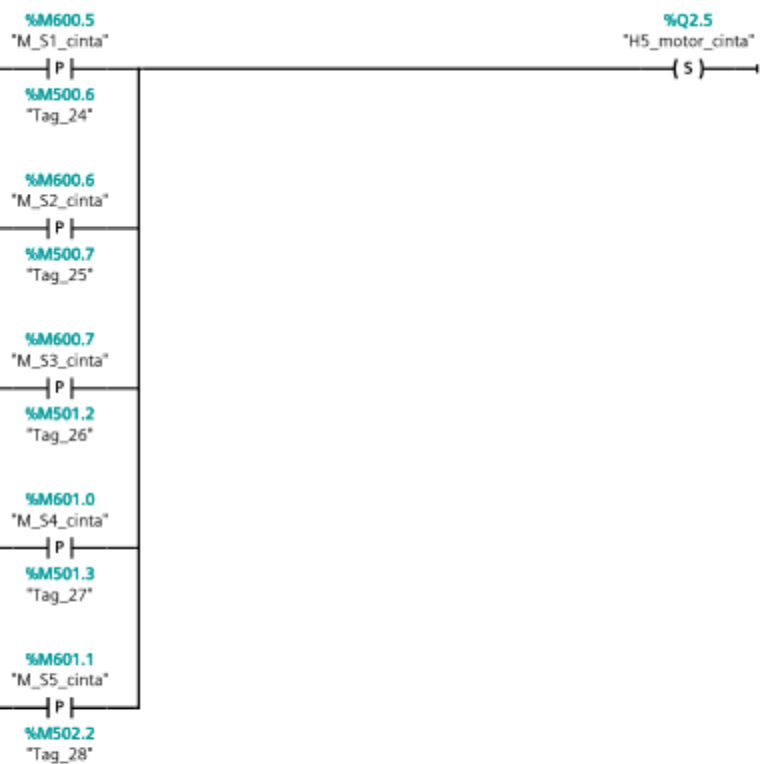 %M600.5
"M_S1_cinta"
P
%M500.6
"Tag_24"
%Q2.5
"H5_motor_cinta"
S
%M600.6
"M_S2_cinta"
P
%M500.7
"Tag_25"
%M600.7
"M_S3_cinta"
P
%M501.2
"Tag_26"
%M601.0
"M_S4_cinta"
P
%M501.3
"Tag_27"
%M601.1
"M_S5_cinta"
P
%M502.2
"Tag_28"